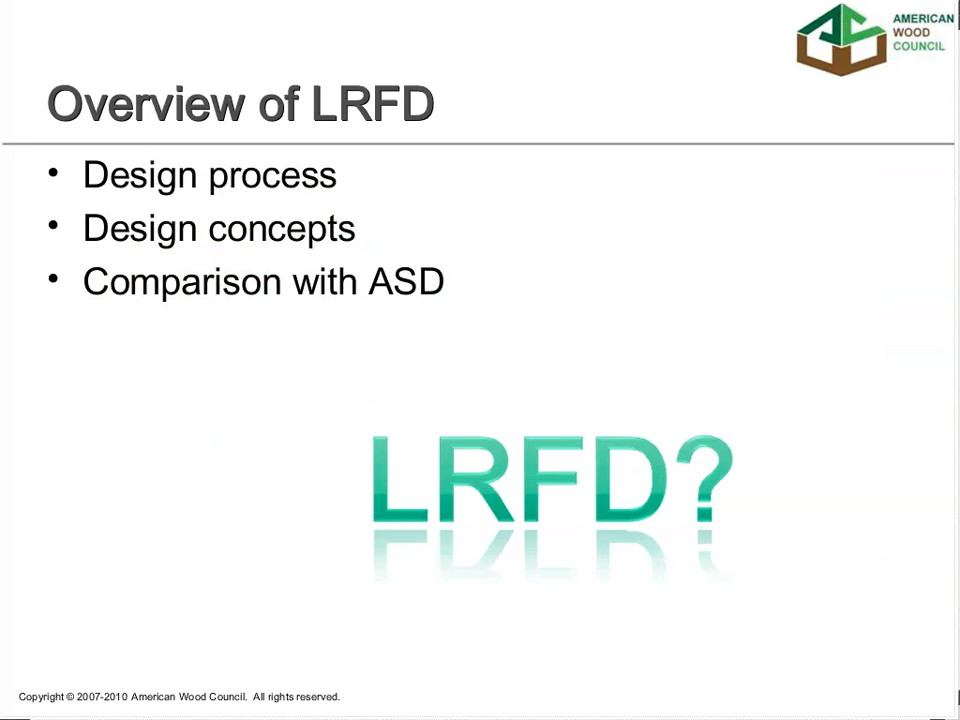 AMERICAN
WOOD
COUNCIL
Overview of LRFD
• Design process
• Design concepts
• Comparison with ASD
LRFD?
Copyright © 2007-2010 American Wood Council. All rights reserved.